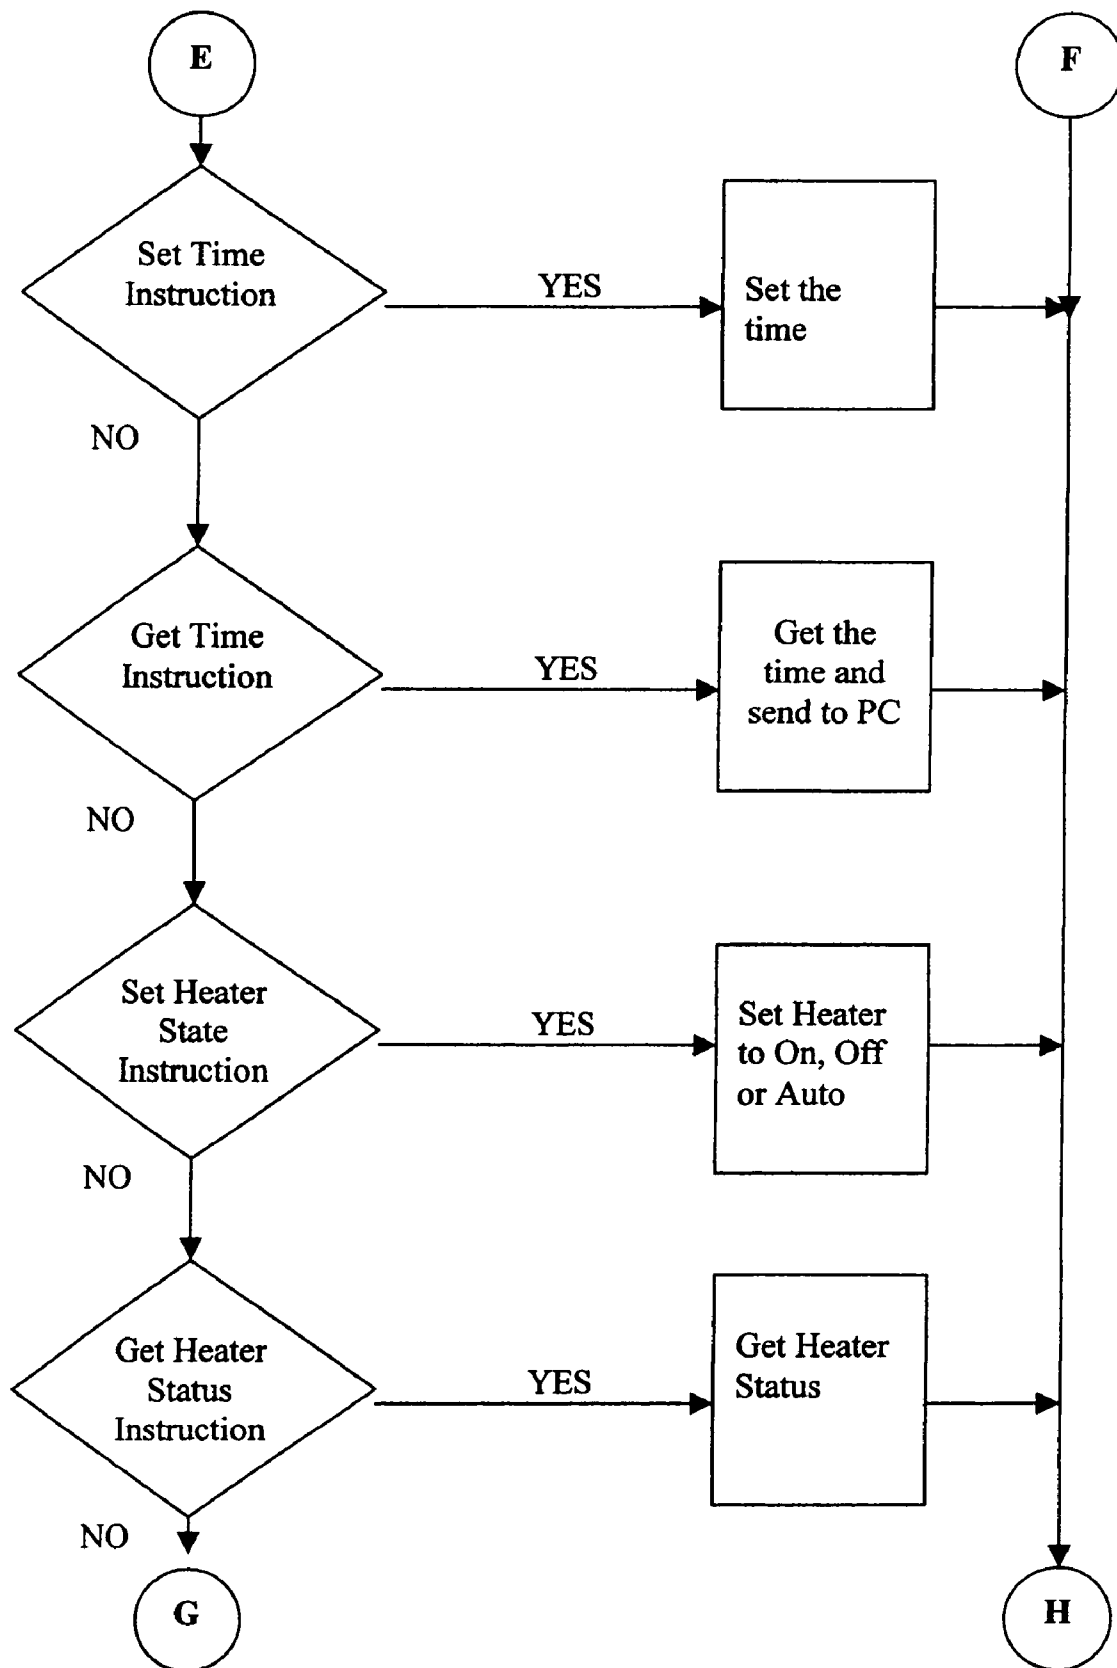 E
F
Set Time
Instruction
YES
Set the
time
NO
Get Time
Instruction
YES
Get the
time and
send to PC
NO
Set Heater
State
Instruction
YES
Set Heater
to On, Off
or Auto
NO
Get Heater
Status
Instruction
YES
Get Heater
Status
NO
G
H